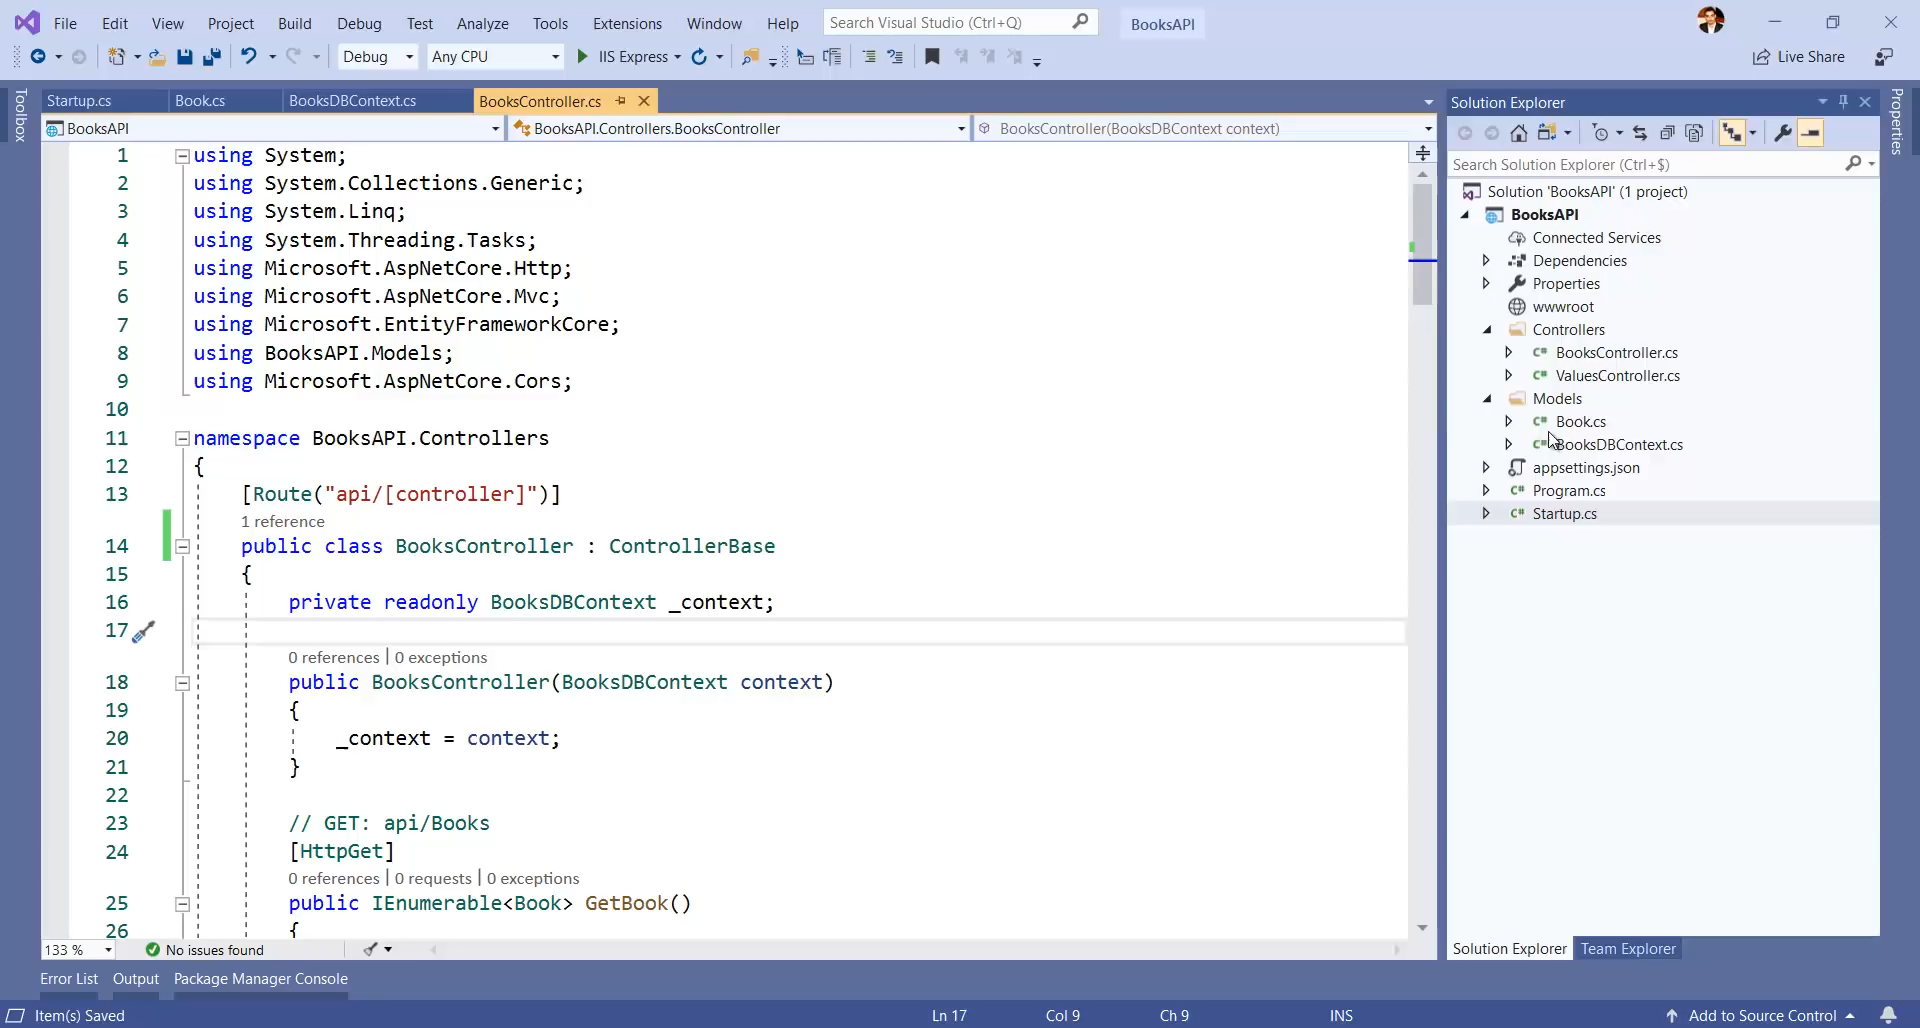 File Edit View Project Build Debug Test Analyze Tools Extensions Window Help Search Visual Studio (Ctrl+Q) BooksAPI
Debug Any CPU IIS Express Live Share
Toolbox
Startup.cs Book.cs BooksDBContext.cs BooksController.cs
BooksAPI BooksAPI.Controllers.BooksController BooksController(BooksDBContext context)
1 using System;
2 using System.Collections.Generic;
3 using System.Linq;
4 using System.Threading.Tasks;
5 using Microsoft.AspNetCore.Http;
6 using Microsoft.AspNetCore.Mvc;
7 using Microsoft.EntityFrameworkCore;
8 using BooksAPI.Models;
9 using Microsoft.AspNetCore.Cors;
10
11 namespace BooksAPI.Controllers
12 {
13 [Route("api/[controller]")]
1 reference
14 public class BooksController : ControllerBase
15 {
16 private readonly BooksDBContext _context;
17
0 references | 0 exceptions
18 public BooksController(BooksDBContext context)
19 {
20 _context = context;
21 }
22
23 // GET: api/Books
24 [HttpGet]
0 references | 0 requests | 0 exceptions
25 public IEnumerable<Book> GetBook()
26 {
133 % No issues found
Solution Explorer
Search Solution Explorer (Ctrl+$)
Solution 'BooksAPI' (1 project)
BooksAPI
Connected Services
Dependencies
Properties
wwwroot
Controllers
C# BooksController.cs
C# ValuesController.cs
Models
C# Book.cs
C# BooksDBContext.cs
appsettings.json
C# Program.cs
C# Startup.cs
Solution Explorer Team Explorer
Properties
Error List Output Package Manager Console
Item(s) Saved Ln 17 Col 9 Ch 9 INS Add to Source Control